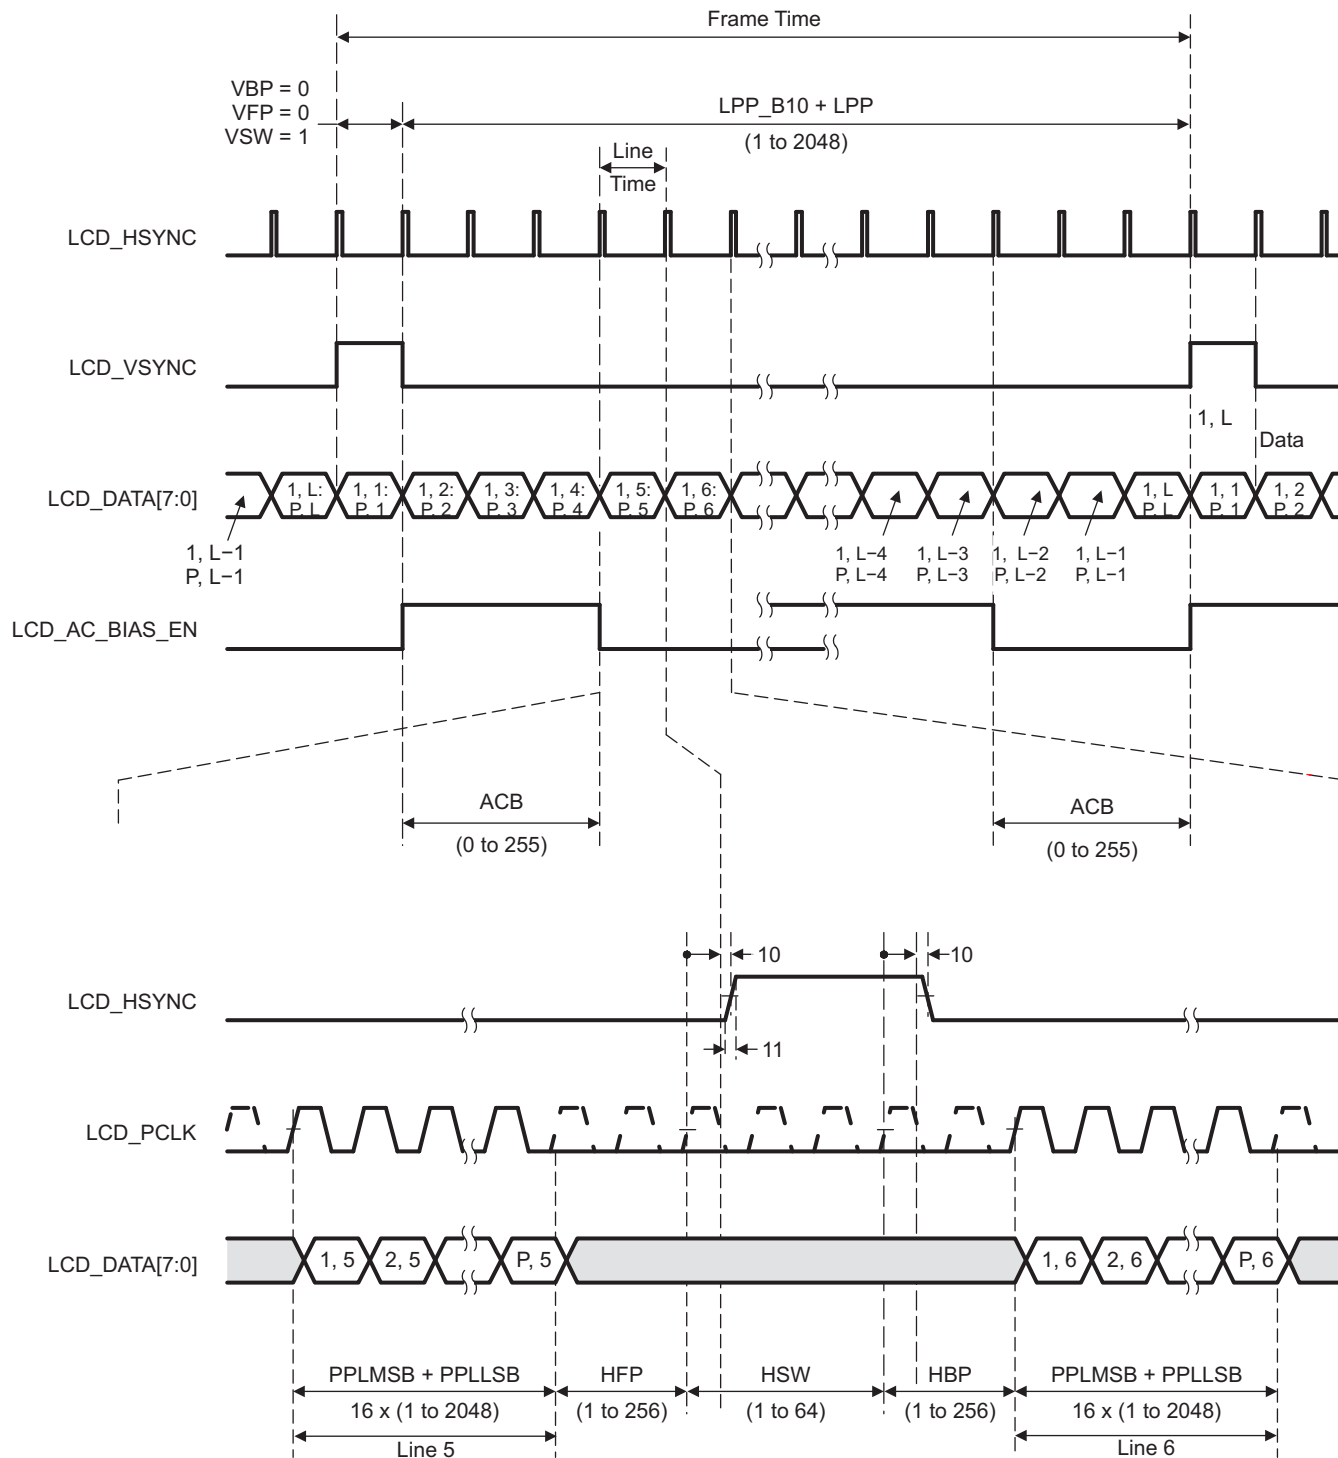 Frame Time
VBP = 0
VFP = 0
VSW = 1
LPP_B10 + LPP
(1 to 2048)
Line
Time
LCD_HSYNC
LCD_VSYNC
1, L
Data
LCD_DATA[7:0]
1, L:
P, L
1, 1:
P, 1
1, 2:
P, 2
1, 3:
P, 3
1, 4:
P, 4
1, 5:
P, 5
1, 6:
P, 6
1, L
P, L
1, 1
P, 1
1, 2
P, 2
1, L−1
P, L−1
1, L−4
P, L−4
1, L−3
P, L−3
1, L−2
P, L−2
1, L−1
P, L−1
LCD_AC_BIAS_EN
ACB
(0 to 255)
ACB
(0 to 255)
10
10
LCD_HSYNC
11
LCD_PCLK
LCD_DATA[7:0]
1, 5
2, 5
P, 5
1, 6
2, 6
P, 6
PPLMSB + PPLLSB
16 x (1 to 2048)
Line 5
HFP
(1 to 256)
HSW
(1 to 64)
HBP
(1 to 256)
PPLMSB + PPLLSB
16 x (1 to 2048)
Line 6